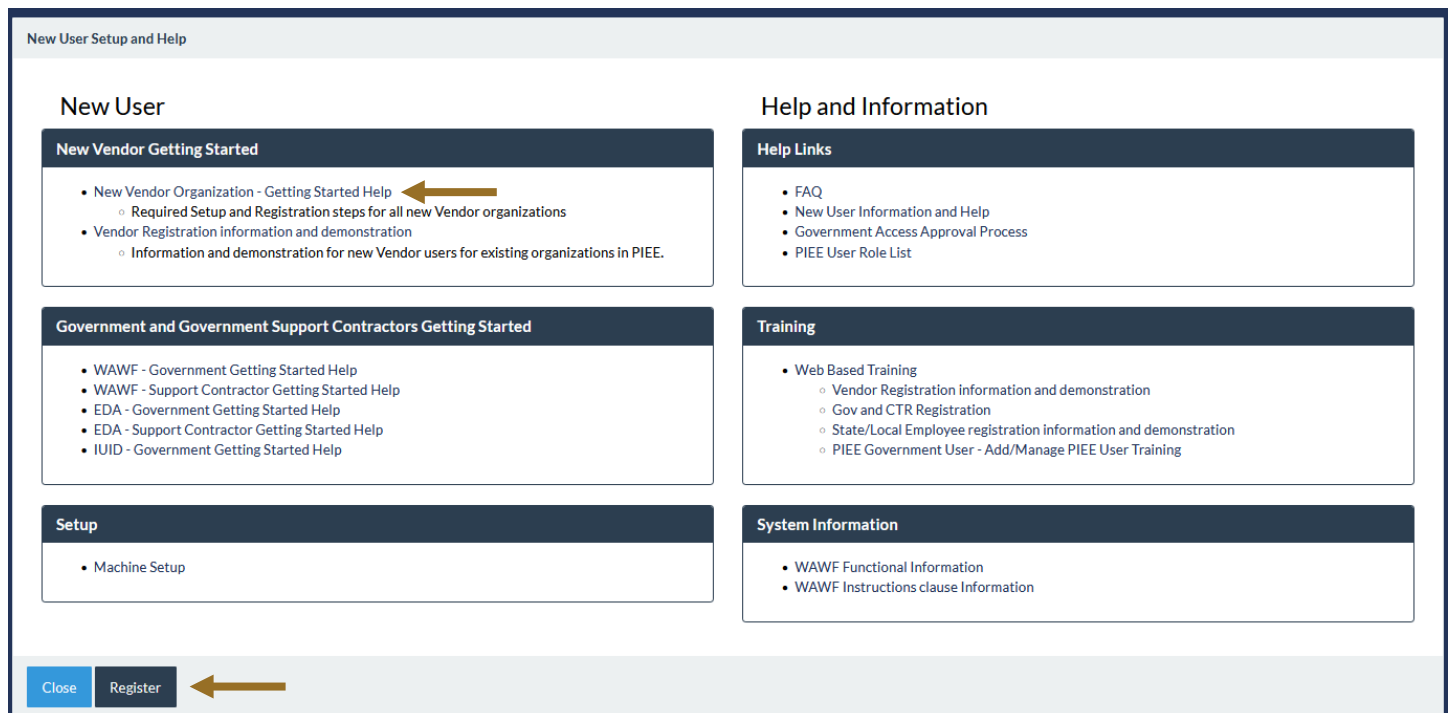 New User Setup and Help
New User
New Vendor Getting Started
New Vendor Organization - Getting Started Help
Required Setup and Registration steps for all new Vendor organizations
Vendor Registration information and demonstration
Information and demonstration for new Vendor users for existing organizations in PIEE.
Government and Government Support Contractors Getting Started
WAWF - Government Getting Started Help
WAWF - Support Contractor Getting Started Help
EDA - Government Getting Started Help
EDA - Support Contractor Getting Started Help
IUID - Government Getting Started Help
Setup
Machine Setup
Help and Information
Help Links
FAQ
New User Information and Help
Government Access Approval Process
PIEE User Role List
Training
Web Based Training
Vendor Registration information and demonstration
Gov and CTR Registration
State/Local Employee registration information and demonstration
PIEE Government User - Add/Manage PIEE User Training
System Information
WAWF Functional Information
WAWF Instructions clause Information
Close
Register